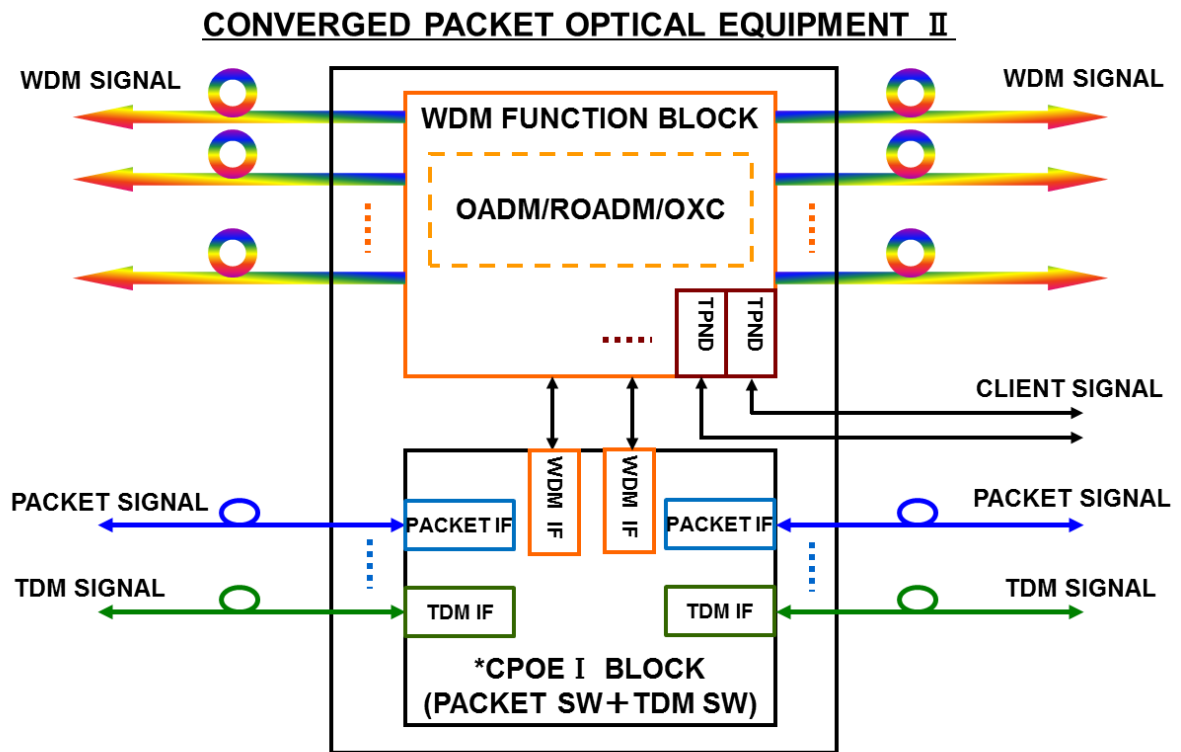 CONVERGED PACKET OPTICAL EQUIPMENT Ⅱ
WDM SIGNAL
WDM SIGNAL
WDM FUNCTION BLOCK
OADM/ROADM/OXC
TPND
TPND
CLIENT SIGNAL
WDM IF
WDM IF
PACKET SIGNAL
PACKET SIGNAL
PACKET IF
PACKET IF
TDM SIGNAL
TDM SIGNAL
TDM IF
TDM IF
*CPOE Ⅰ BLOCK
(PACKET SW＋TDM SW)